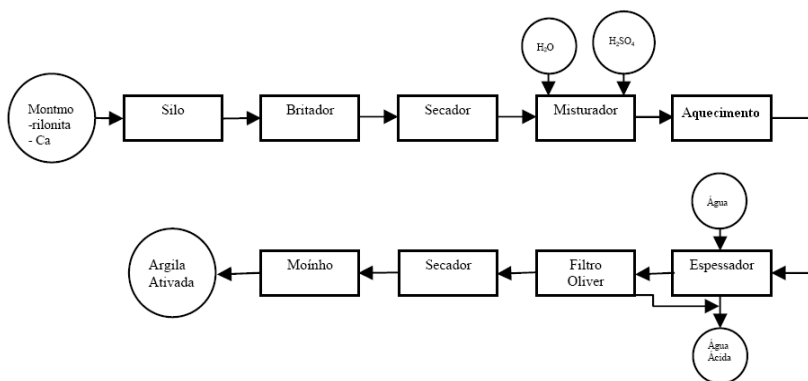 H₂O
H₂SO₄
Montmo
-rilonita
- Ca
Silo
Britador
Secador
Misturador
Aquecimento
Água
Argila
Ativada
Moínho
Secador
Filtro
Oliver
Espessador
Água
Ácida